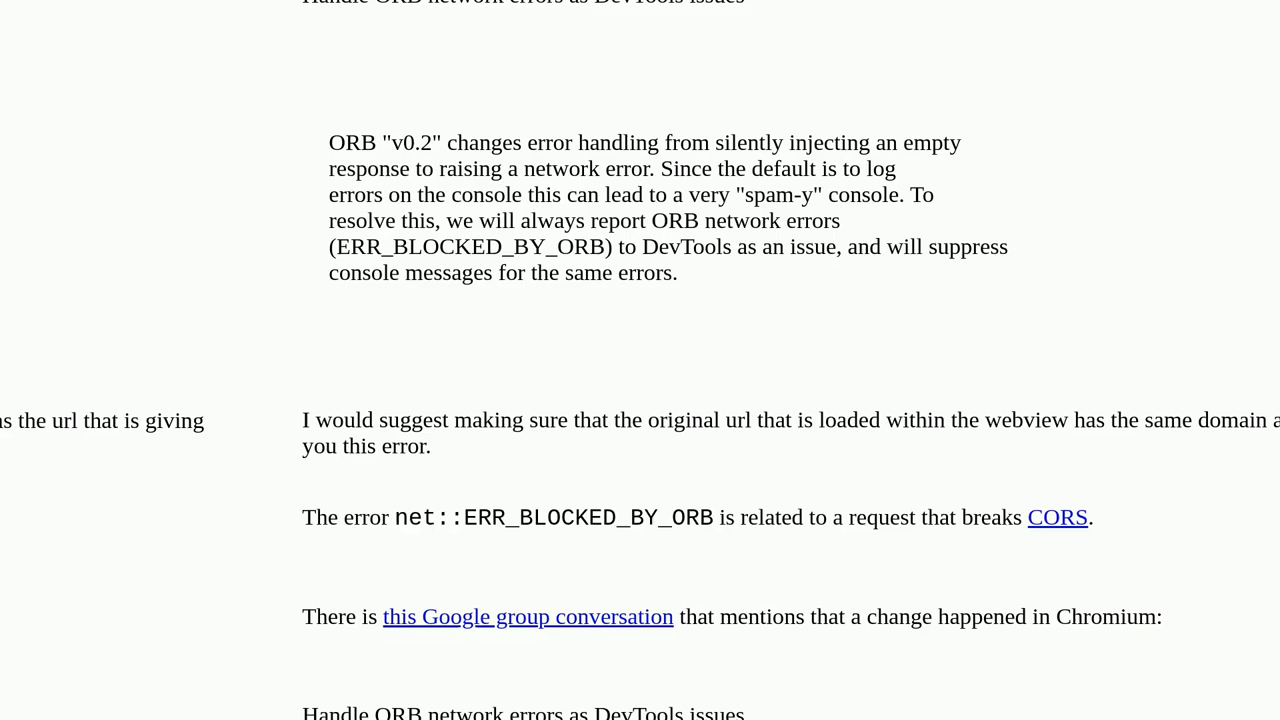 Handle ORB network errors as DevTools issues
ORB "v0.2" changes error handling from silently injecting an empty
response to raising a network error. Since the default is to log
errors on the console this can lead to a very "spam-y" console. To
resolve this, we will always report ORB network errors
(ERR_BLOCKED_BY_ORB) to DevTools as an issue, and will suppress
console messages for the same errors.
as the url that is giving
I would suggest making sure that the original url that is loaded within the webview has the same domain a
you this error.
The error net::ERR_BLOCKED_BY_ORB is related to a request that breaks CORS.
There is this Google group conversation that mentions that a change happened in Chromium:
Handle ORB network errors as DevTools issues